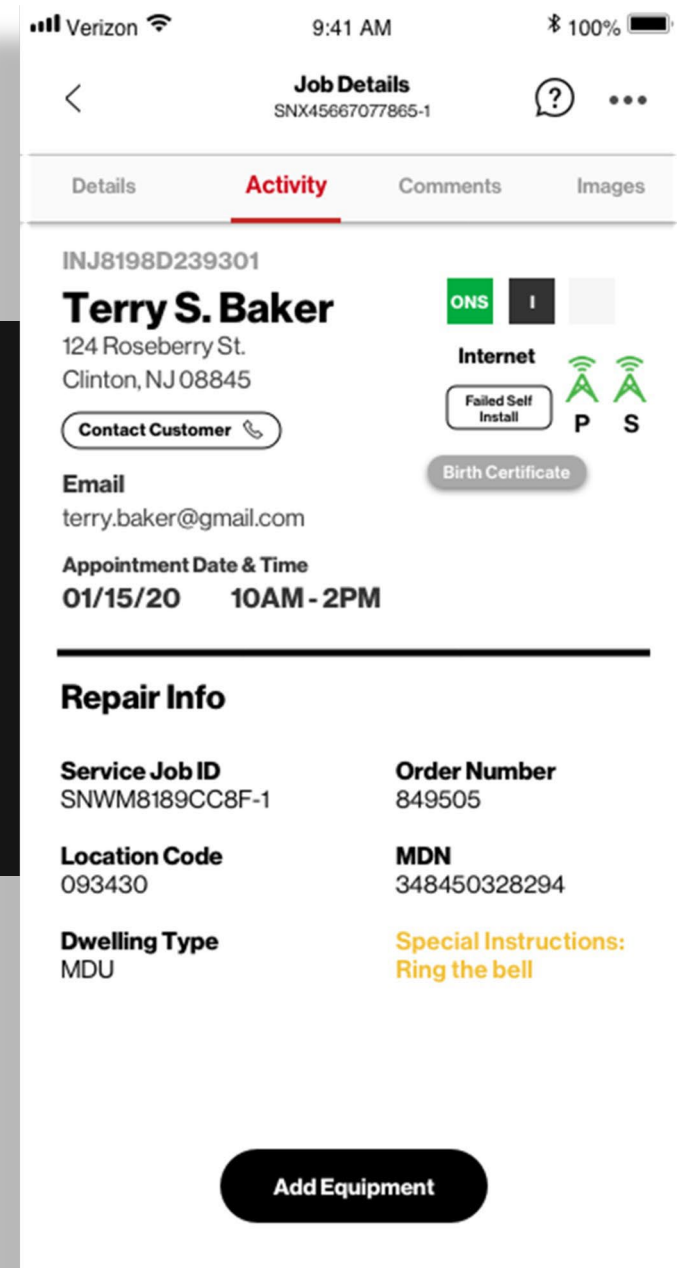 Verizon 9:41 AM 100%
Job Details
SNX45667077865-1
?
Details Activity Comments Images
INJ8198D239301
Terry S. Baker
124 Roseberry St.
Clinton, NJ 08845
Contact Customer
ONS I
Internet
Failed Self
Install
P S
Birth Certificate
Email
terry.baker@gmail.com
Appointment Date & Time
01/15/20 10AM - 2PM
Repair Info
Service Job ID
SNWM8189CC8F-1
Order Number
849505
Location Code
093430
MDN
348450328294
Dwelling Type
MDU
Special Instructions:
Ring the bell
Add Equipment